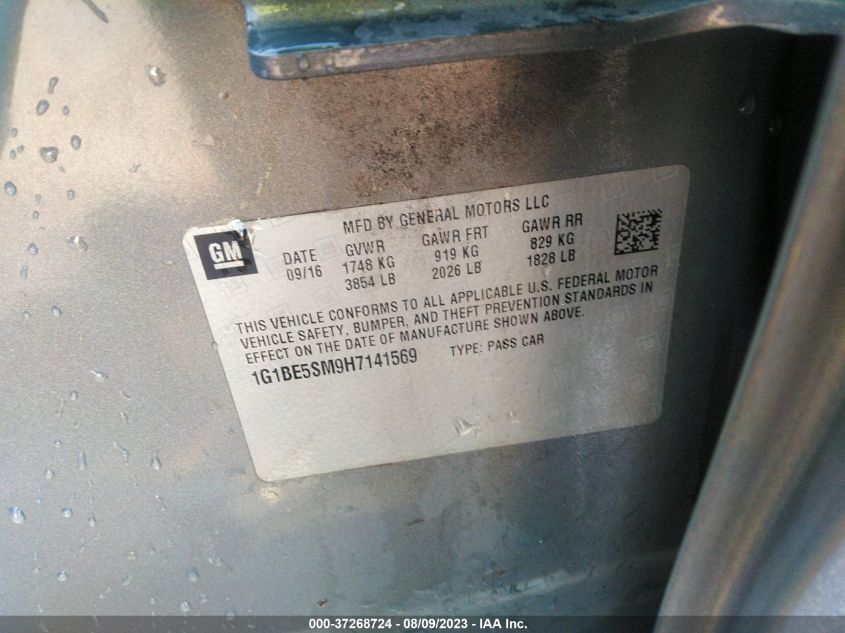 MFD BY GENERAL MOTORS LLC
GM
DATE GVWR GAWR FRT GAWR RR
09/16 1748 KG 919 KG 829 KG
3854 LB 2026 LB 1828 LB
THIS VEHICLE CONFORMS TO ALL APPLICABLE U.S. FEDERAL MOTOR
VEHICLE SAFETY, BUMPER, AND THEFT PREVENTION STANDARDS IN
EFFECT ON THE DATE OF MANUFACTURE SHOWN ABOVE.
1G1BE5SM9H7141569 TYPE: PASS CAR
000-37268724 - 08/09/2023 - IAA Inc.